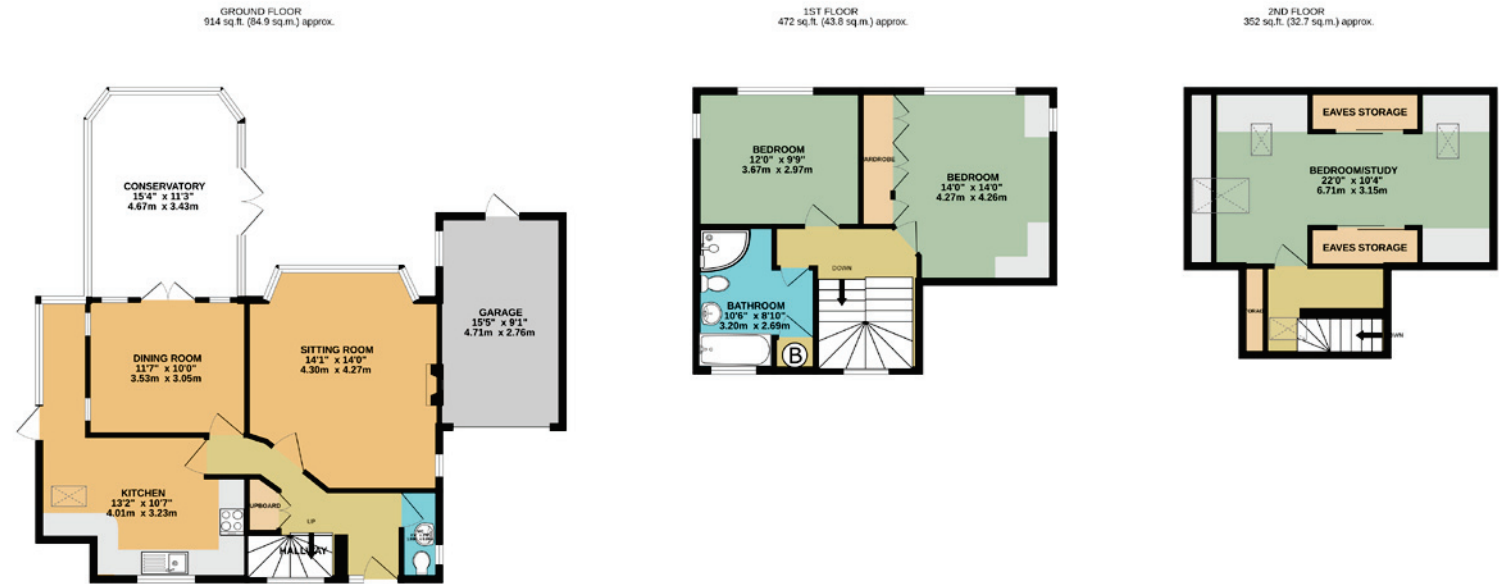 GROUND FLOOR
914 sq.ft. (84.9 sq.m.) approx.
1ST FLOOR
472 sq.ft. (43.8 sq.m.) approx.
2ND FLOOR
352 sq.ft. (32.7 sq.m.) approx.
CONSERVATORY
15'4" x 11'3"
4.67m x 3.43m
GARAGE
15'5" x 9'1"
4.71m x 2.76m
DINING ROOM
11'7" x 10'0"
3.53m x 3.05m
SITTING ROOM
14'1" x 14'0"
4.30m x 4.27m
KITCHEN
13'2" x 10'7"
4.01m x 3.23m
UPBOARD
UP
HALLWAY
BEDROOM
12'0" x 9'9"
3.67m x 2.97m
ARDROBE
BEDROOM
14'0" x 14'0"
4.27m x 4.26m
DOWN
BATHROOM
10'6" x 8'10"
3.20m x 2.69m
B
EAVES STORAGE
BEDROOM/STUDY
22'0" x 10'4"
6.71m x 3.15m
EAVES STORAGE